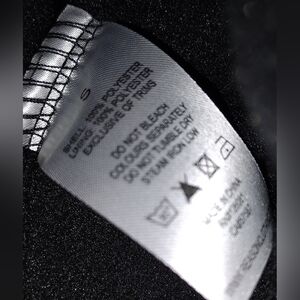 S
SHELL: 100% POLYESTER
LINING: 100% POLYESTER
EXCLUSIVE OF TRIMS
DO NOT BLEACH
COLOURS SEPARATELY
DO NOT TUMBLE DRY
STEAM IRON LOW
MADE IN CHINA